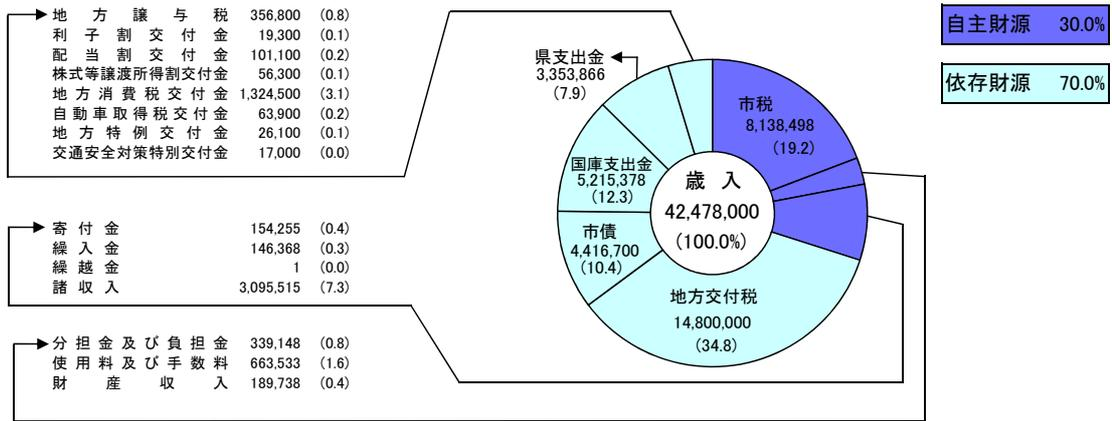 地方譲与税 356,800 (0.8)
利子割交付金 19,300 (0.1)
配当割交付金 101,100 (0.2)
株式等譲渡所得割交付金 56,300 (0.1)
地方消費税交付金 1,324,500 (3.1)
自動車取得税交付金 63,900 (0.2)
地方特例交付金 26,100 (0.1)
交通安全対策特別交付金 17,000 (0.0)
寄付金 154,255 (0.4)
繰入金 146,368 (0.3)
繰越金 1 (0.0)
諸収入 3,095,515 (7.3)
分担金及び負担金 339,148 (0.8)
使用料及び手数料 663,533 (1.6)
財産収入 189,738 (0.4)
県支出金
3,353,866
(7.9)
市税
8,138,498
(19.2)
国庫支出金
5,215,378
(12.3)
歳入
42,478,000
(100.0%)
市債
4,416,700
(10.4)
地方交付税
14,800,000
(34.8)
自主財源 30.0%
依存財源 70.0%